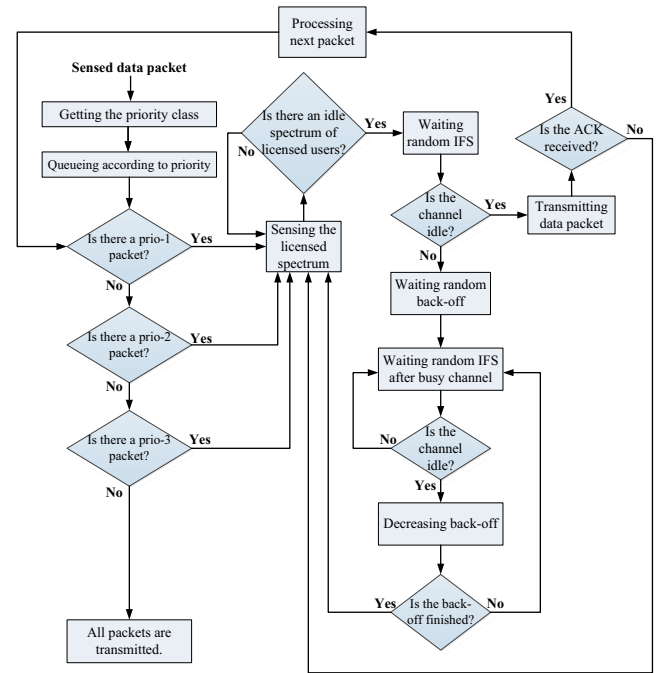 Processing
next packet
Sensed data packet
Getting the priority class
Queueing according to priority
Is there a prio-1
packet?
Yes
No
Is there a prio-2
packet?
Yes
No
Is there a prio-3
packet?
Yes
No
All packets are
transmitted.
Is there an idle
spectrum of
licensed users?
Yes
No
Sensing the
licensed
spectrum
Waiting
random IFS
Is the
channel
idle?
Yes
No
Transmitting
data packet
Is the ACK
received?
Yes
No
Waiting random
back-off
Waiting random IFS
after busy channel
Is the
channel
idle?
No
Yes
Decreasing back-off
Is the back-
off finished?
Yes
No